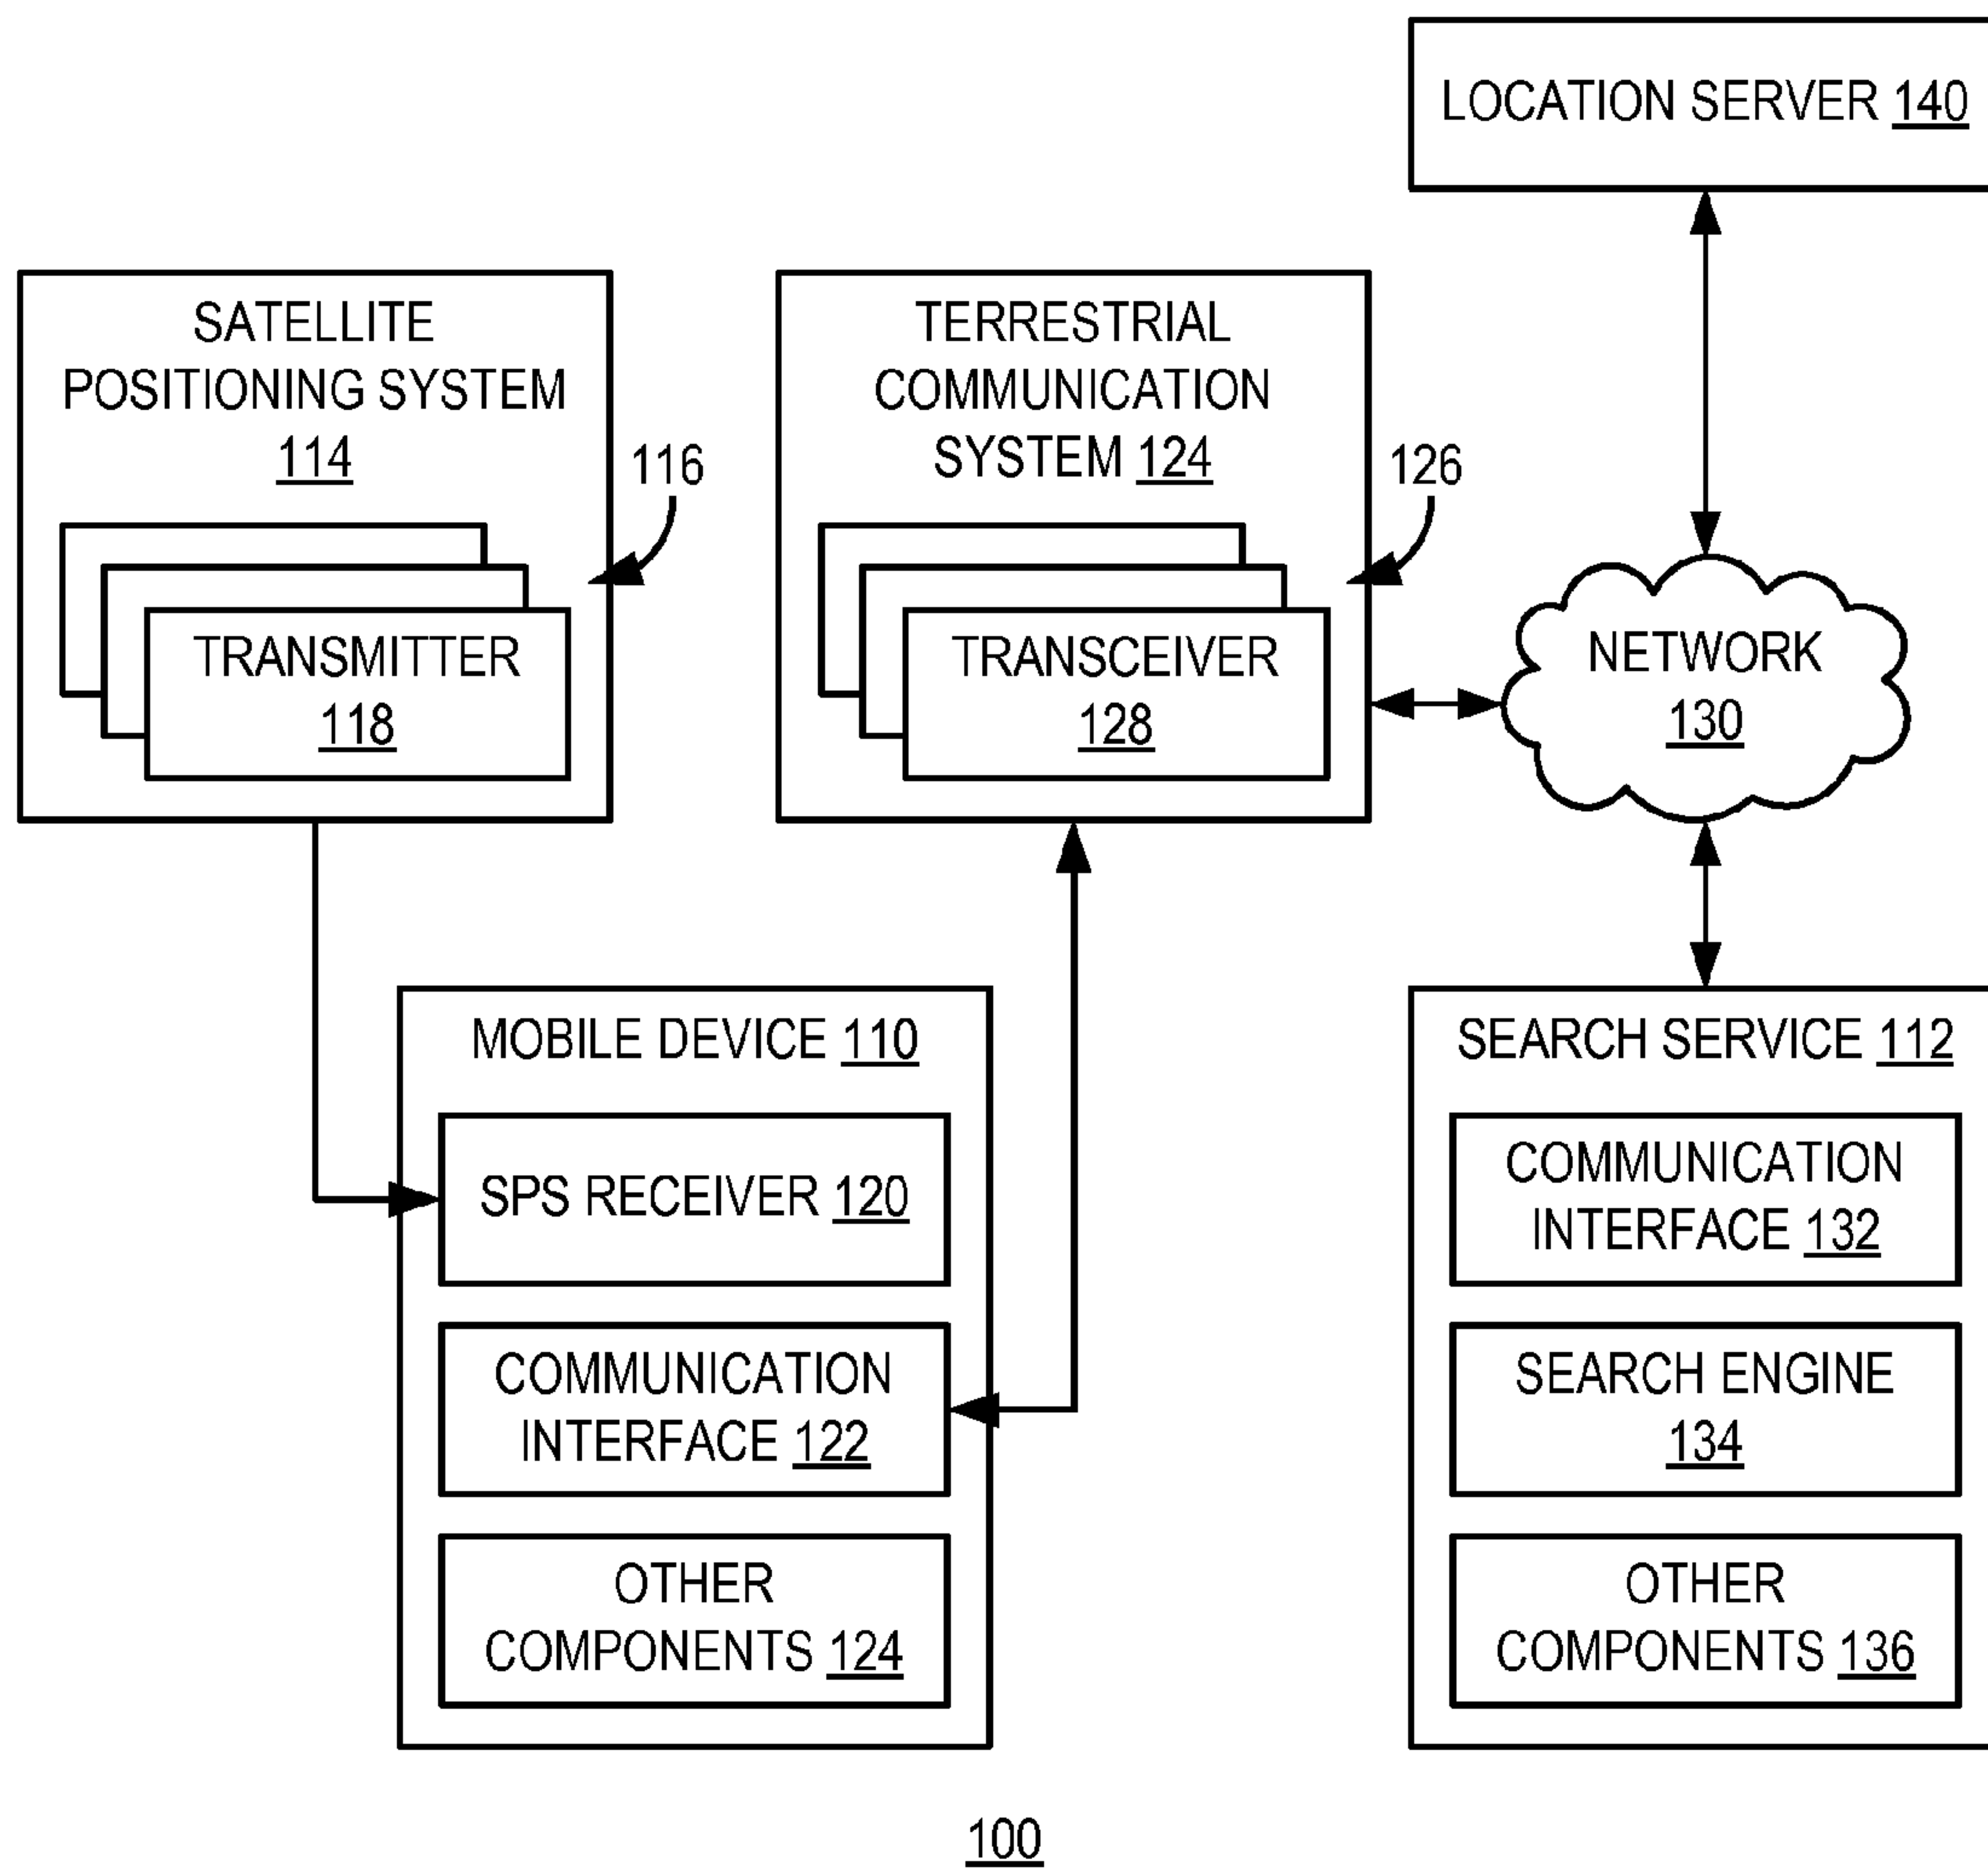 LOCATION SERVER 140
SATELLITE
POSITIONING SYSTEM
114
116
TRANSMITTER
118
TERRESTRIAL
COMMUNICATION
SYSTEM 124
126
TRANSCEIVER
128
NETWORK
130
MOBILE DEVICE 110
SPS RECEIVER 120
COMMUNICATION
INTERFACE 122
OTHER
COMPONENTS 124
SEARCH SERVICE 112
COMMUNICATION
INTERFACE 132
SEARCH ENGINE
134
OTHER
COMPONENTS 136
100